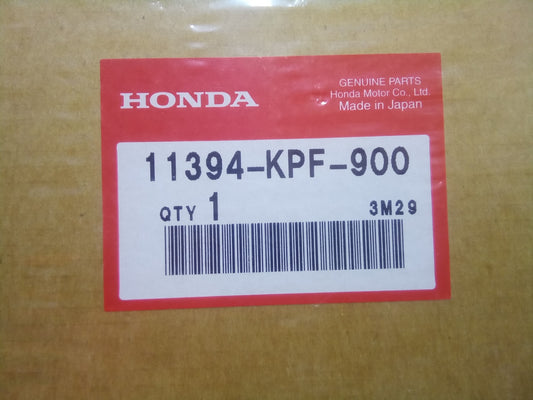 HONDA
GENUINE PARTS
Honda Motor Co., Ltd.
Made in Japan
11394-KPF-900
QTY 1
3M29